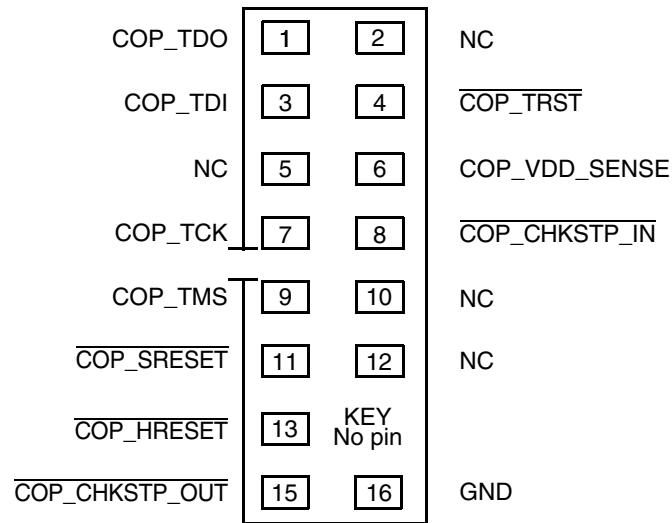 COP_TDO 1 2 NC
COP_TDI 3 4 COP_TRST
NC 5 6 COP_VDD_SENSE
COP_TCK 7 8 COP_CHKSTP_IN
COP_TMS 9 10 NC
COP_SRESET 11 12 NC
COP_HRESET 13 KEY
No pin
COP_CHKSTP_OUT 15 16 GND